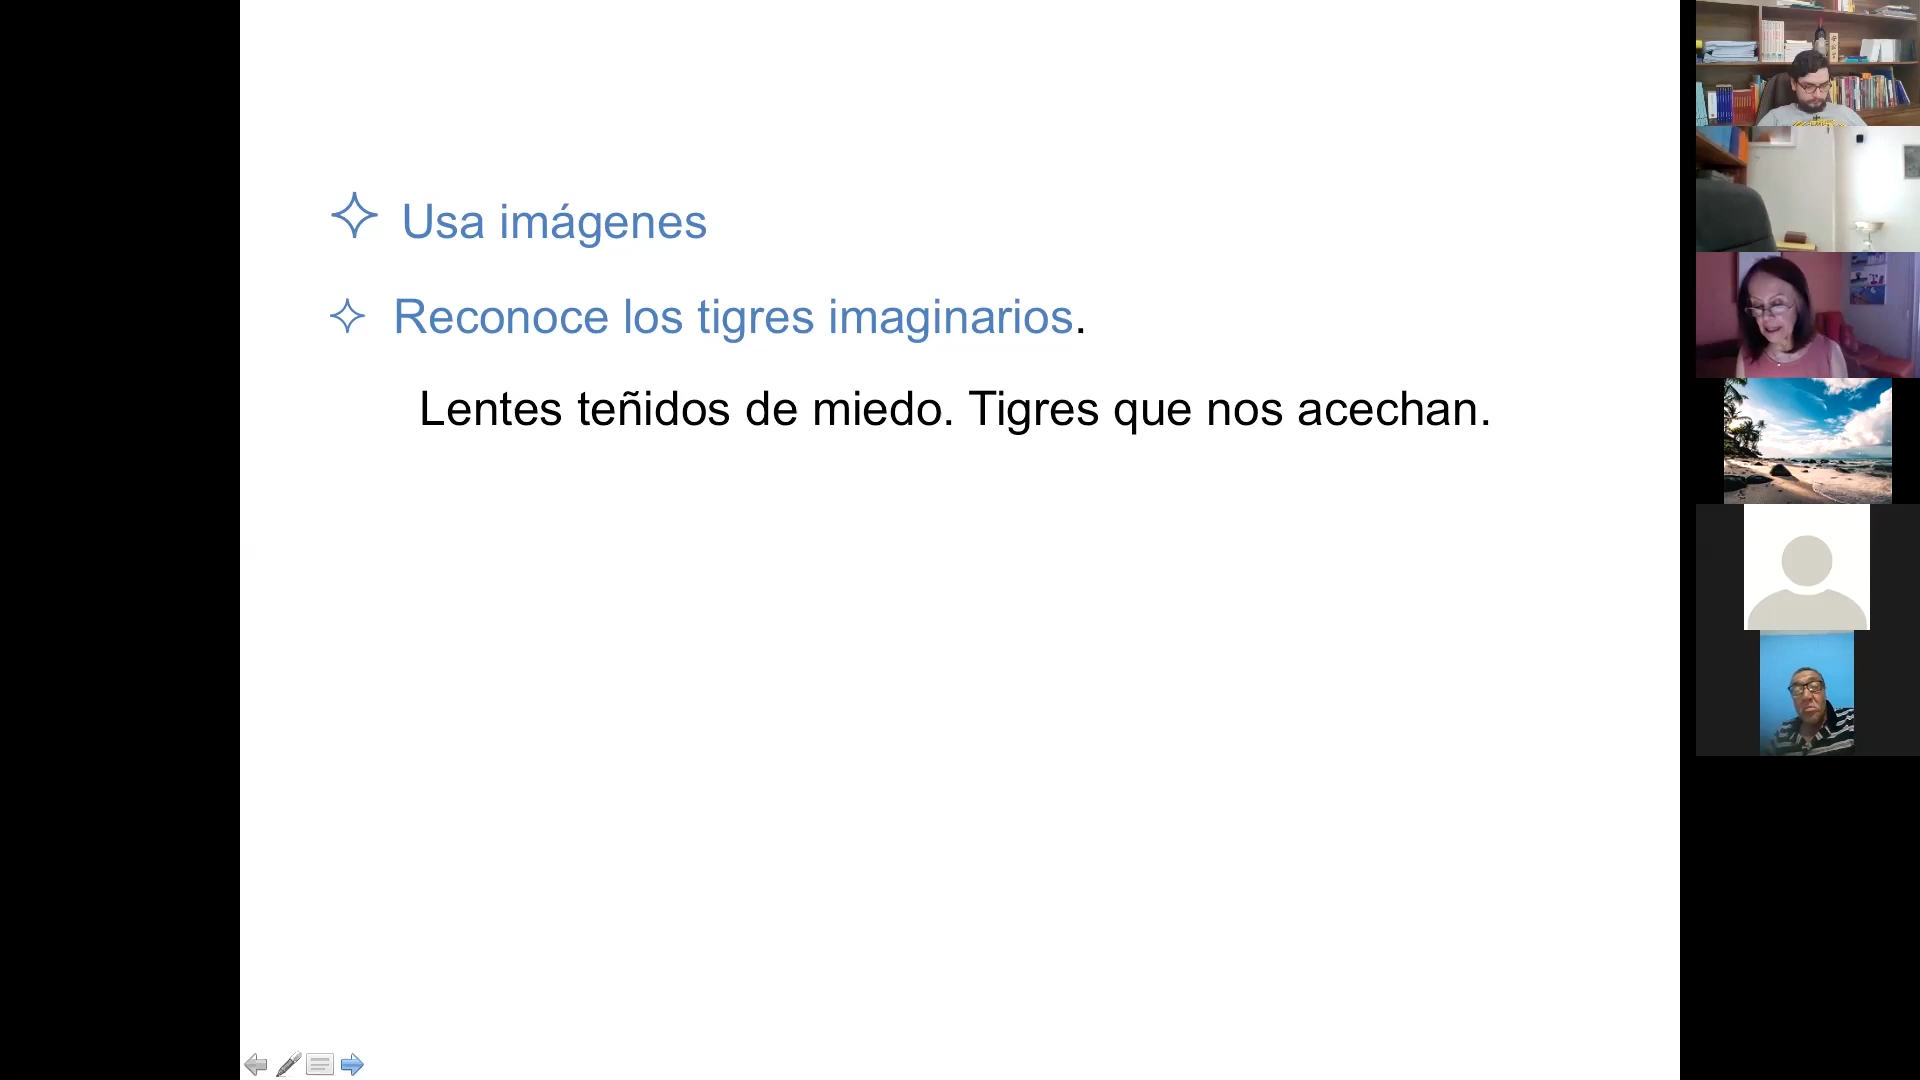 Usa imágenes
Reconoce los tigres imaginarios.
Lentes teñidos de miedo. Tigres que nos acechan.